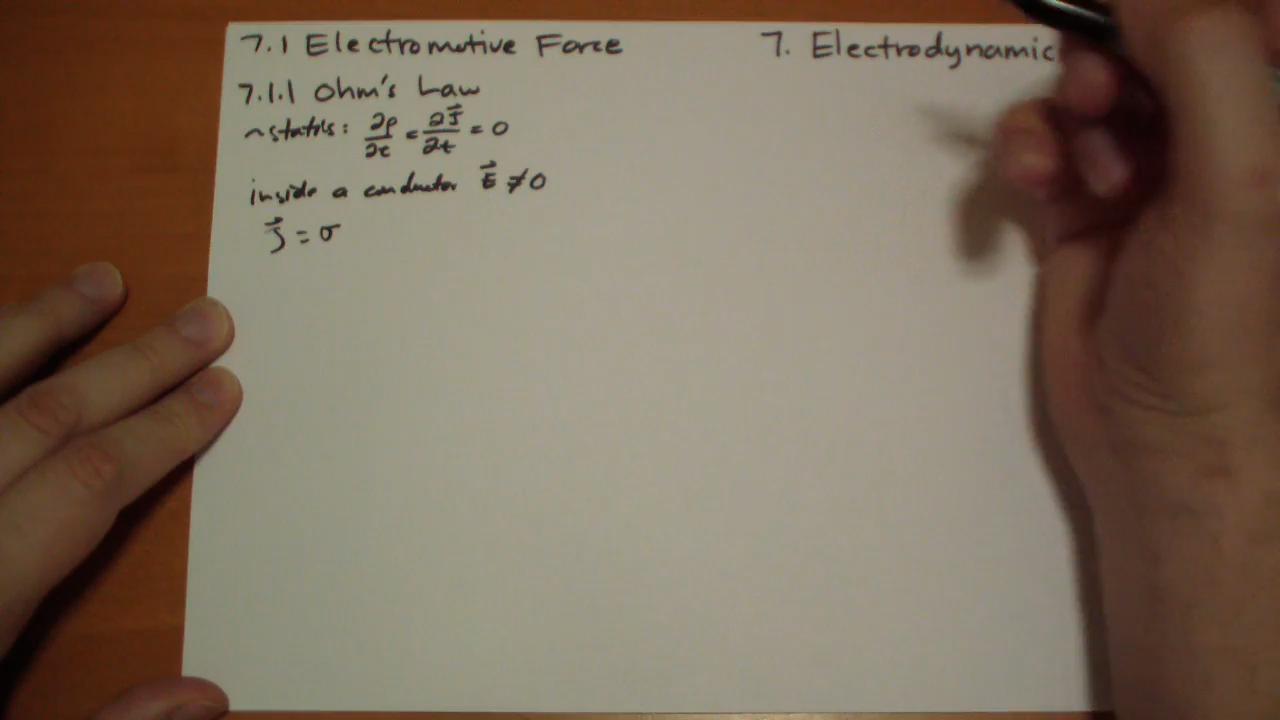 7.1 Electromotive Force
7. Electrodynamic
7.1.1 Ohm's Law
~statics: ∂ρ/∂t = ∂J⃗/∂t = 0
inside a conductor E⃗ ≠ 0
J⃗ = σ